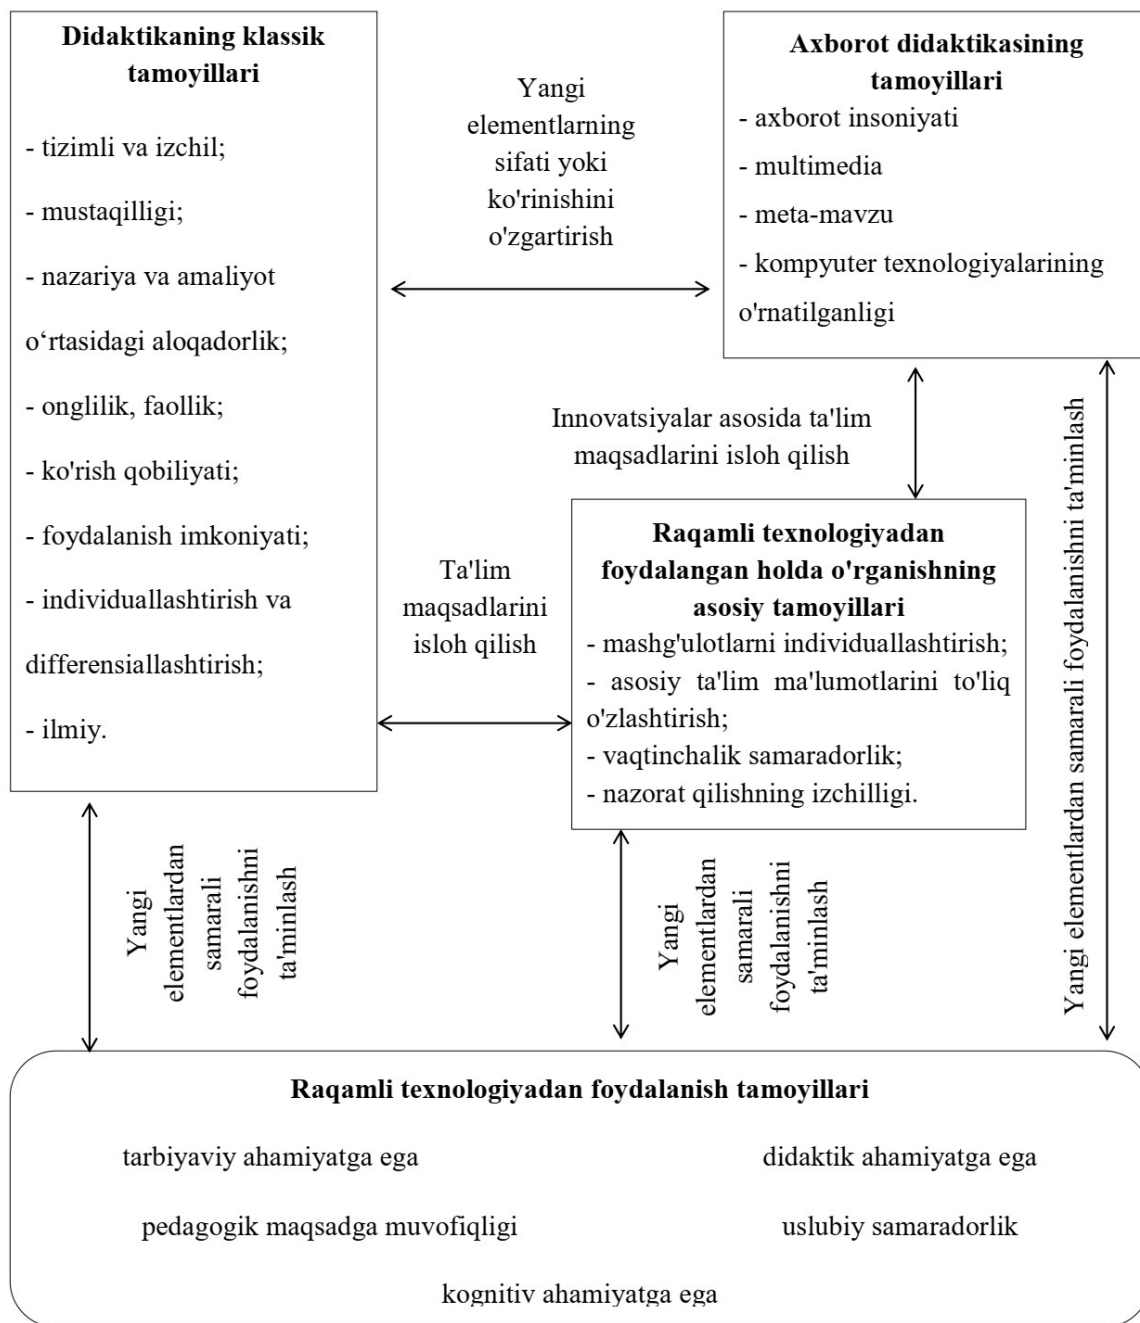 Didaktikaning klassik
tamoyillari
- tizimli va izchil;
- mustaqilligi;
- nazariya va amaliyot
o‘rtasidagi aloqadorlik;
- onglilik, faollik;
- ko'rish qobiliyati;
- foydalanish imkoniyati;
- individuallashtirish va
differensiallashtirish;
- ilmiy.
Yangi
elementlarning
sifati yoki
ko'rinishini
o'zgartirish
Axborot didaktikasining
tamoyillari
- axborot insoniyati
- multimedia
- meta-mavzu
- kompyuter texnologiyalarining
o'rnatilganligi
Innovatsiyalar asosida ta'lim
maqsadlarini isloh qilish
Ta'lim
maqsadlarini
isloh qilish
Raqamli texnologiyadan
foydalangan holda o'rganishning
asosiy tamoyillari
- mashg'ulotlarni individuallashtirish;
- asosiy ta'lim ma'lumotlarini to'liq
o'zlashtirish;
- vaqtinchalik samaradorlik;
- nazorat qilishning izchilligi.
Yangi
elementlardan
samarali
foydalanishni
ta'minlash
Yangi
elementlardan
samarali
foydalanishni
ta'minlash
Yangi elementlardan samarali foydalanishni ta'minlash
Raqamli texnologiyadan foydalanish tamoyillari
tarbiyaviy ahamiyatga ega
didaktik ahamiyatga ega
pedagogik maqsadga muvofiqligi
uslubiy samaradorlik
kognitiv ahamiyatga ega